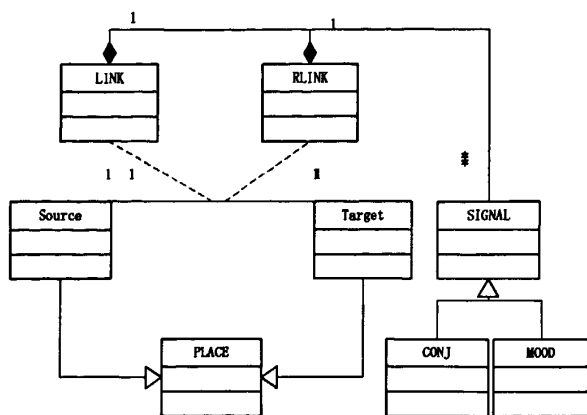 1 1
LINK RLINK
**
1 1 M
Source Target SIGNAL
PLACE CONJ MOOD